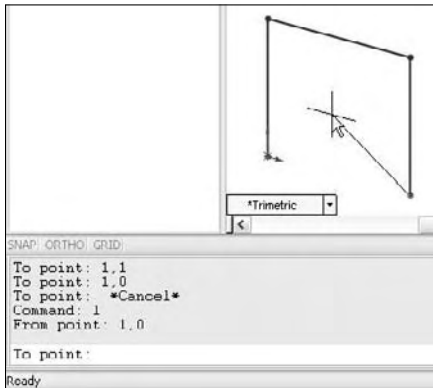 *Trimetric
SNAP ORTHO GRID
To point: 1,1
To point: 1,0
To point: *Cancel*
Command: l
From point: 1,0
To point:
Ready